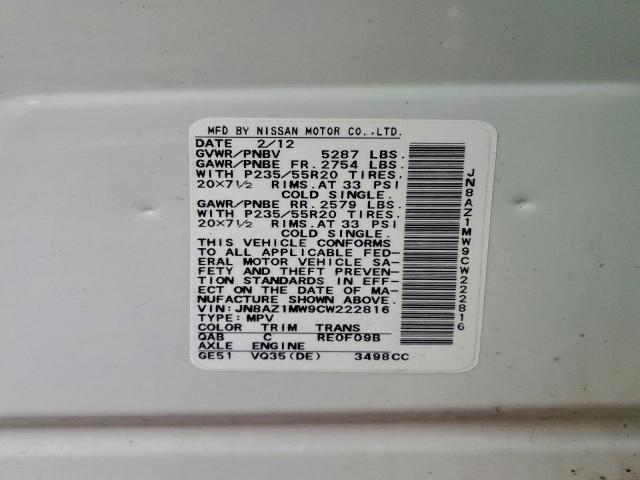 MFD BY NISSAN MOTOR CO.,LTD.
DATE 2/12
GVWR/PNBV 5287 LBS.
GAWR/PNBE FR. 2754 LBS.
WITH P235/55R20 TIRES.
20×7½ RIMS.AT 33 PSI
COLD SINGLE.
GAWR/PNBE RR. 2579 LBS.
WITH P235/55R20 TIRES.
20×7½ RIMS.AT 33 PSI
COLD SINGLE.
THIS VEHICLE CONFORMS
TO ALL APPLICABLE FED-
ERAL MOTOR VEHICLE SA-
FETY AND THEFT PREVEN-
TION STANDARDS IN EFF-
ECT ON THE DATE OF MA-
NUFACTURE SHOWN ABOVE.
VIN:JN8AZ1MW9CW222816
TYPE:MPV
COLOR TRIM TRANS
QAB C RE0F09B
AXLE ENGINE
GE51 VQ35(DE) 3498CC
JN8AZ1MW9CW222816